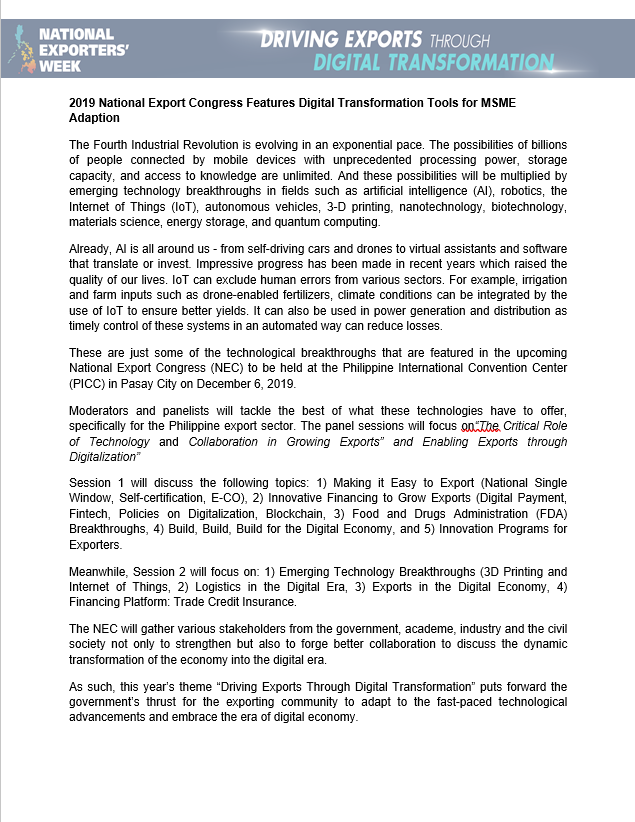 NATIONAL
EXPORTERS'
WEEK
DRIVING EXPORTS THROUGH
DIGITAL TRANSFORMATION
2019 National Export Congress Features Digital Transformation Tools for MSME
Adaption
The Fourth Industrial Revolution is evolving in an exponential pace. The possibilities of billions
of people connected by mobile devices with unprecedented processing power, storage
capacity, and access to knowledge are unlimited. And these possibilities will be multiplied by
emerging technology breakthroughs in fields such as artificial intelligence (AI), robotics, the
Internet of Things (IoT), autonomous vehicles, 3-D printing, nanotechnology, biotechnology,
materials science, energy storage, and quantum computing.
Already, AI is all around us - from self-driving cars and drones to virtual assistants and software
that translate or invest. Impressive progress has been made in recent years which raised the
quality of our lives. IoT can exclude human errors from various sectors. For example, irrigation
and farm inputs such as drone-enabled fertilizers, climate conditions can be integrated by the
use of IoT to ensure better yields. It can also be used in power generation and distribution as
timely control of these systems in an automated way can reduce losses.
These are just some of the technological breakthroughs that are featured in the upcoming
National Export Congress (NEC) to be held at the Philippine International Convention Center
(PICC) in Pasay City on December 6, 2019.
Moderators and panelists will tackle the best of what these technologies have to offer,
specifically for the Philippine export sector. The panel sessions will focus on“The Critical Role
of Technology and Collaboration in Growing Exports” and Enabling Exports through
Digitalization”
Session 1 will discuss the following topics: 1) Making it Easy to Export (National Single
Window, Self-certification, E-CO), 2) Innovative Financing to Grow Exports (Digital Payment,
Fintech, Policies on Digitalization, Blockchain, 3) Food and Drugs Administration (FDA)
Breakthroughs, 4) Build, Build, Build for the Digital Economy, and 5) Innovation Programs for
Exporters.
Meanwhile, Session 2 will focus on: 1) Emerging Technology Breakthroughs (3D Printing and
Internet of Things, 2) Logistics in the Digital Era, 3) Exports in the Digital Economy, 4)
Financing Platform: Trade Credit Insurance.
The NEC will gather various stakeholders from the government, academe, industry and the civil
society not only to strengthen but also to forge better collaboration to discuss the dynamic
transformation of the economy into the digital era.
As such, this year’s theme “Driving Exports Through Digital Transformation” puts forward the
government’s thrust for the exporting community to adapt to the fast-paced technological
advancements and embrace the era of digital economy.